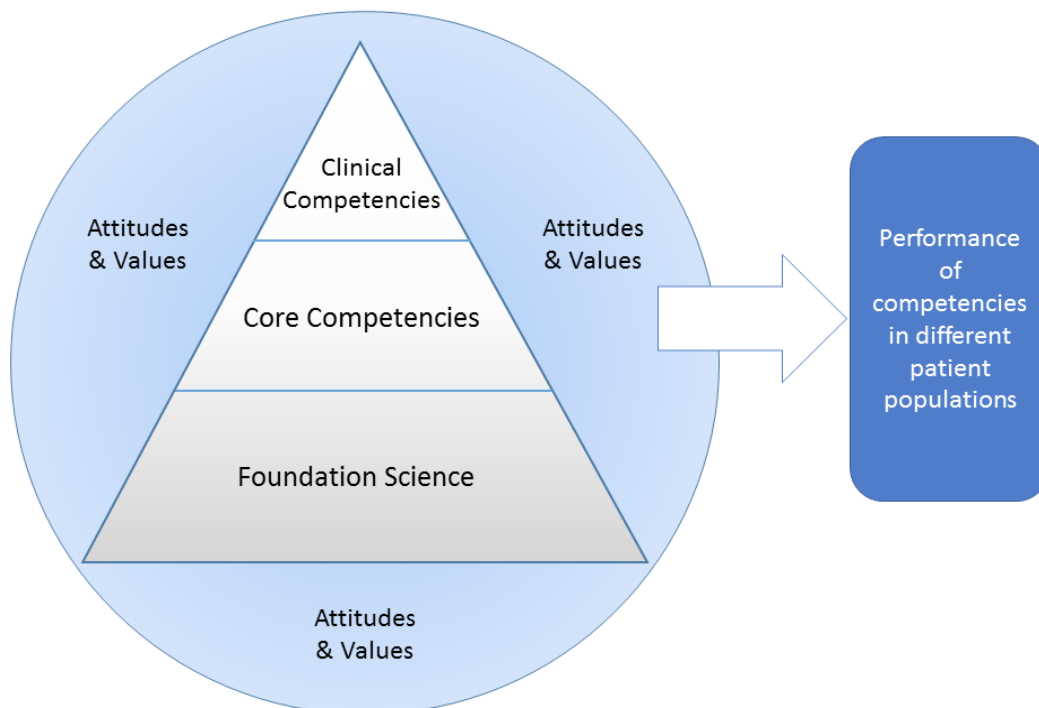 Clinical
Competencies
Attitudes
& Values
Attitudes
& Values
Core Competencies
Foundation Science
Attitudes
& Values
Performance
of
competencies
in different
patient
populations